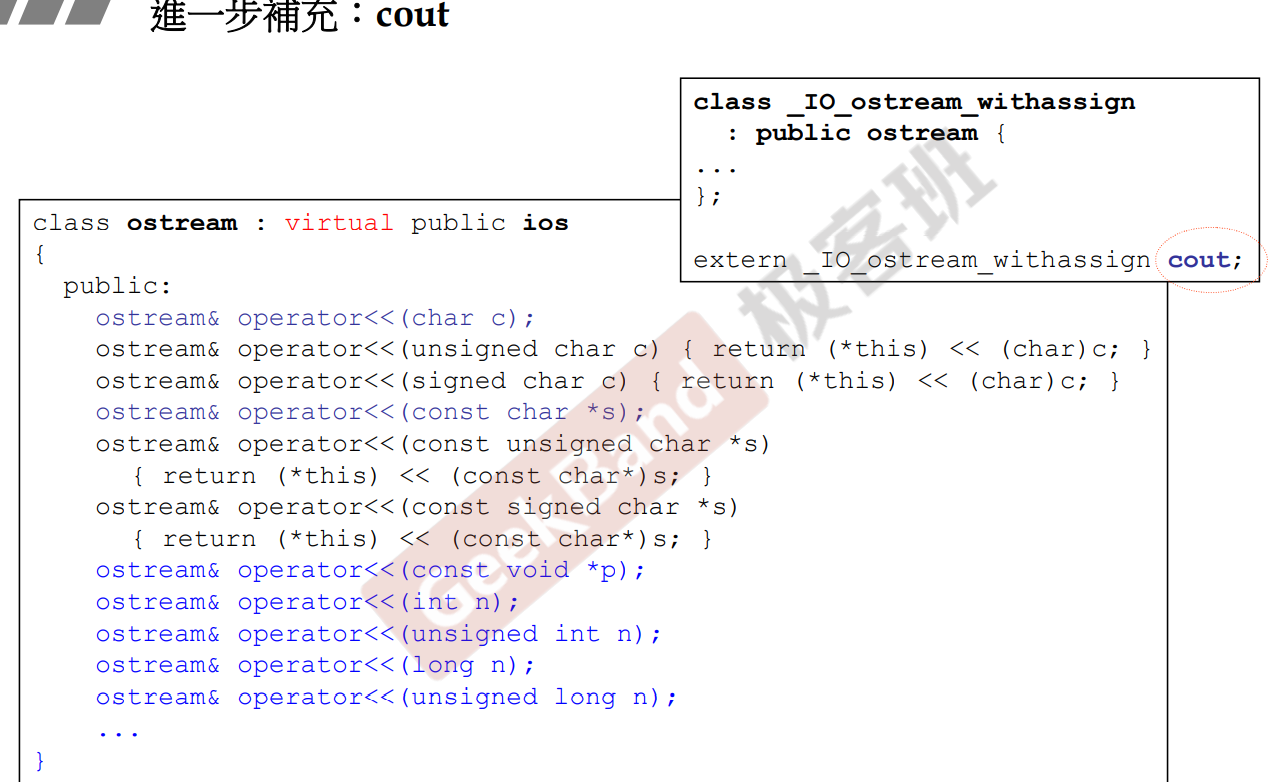 進一步補充：cout
class _IO_ostream_withassign
: public ostream {
...
};
extern _IO_ostream_withassign cout;
class ostream : virtual public ios
{
public:
ostream& operator<<(char c);
ostream& operator<<(unsigned char c) { return (*this) << (char)c; }
ostream& operator<<(signed char c) { return (*this) << (char)c; }
ostream& operator<<(const char *s);
ostream& operator<<(const unsigned char *s)
{ return (*this) << (const char*)s; }
ostream& operator<<(const signed char *s)
{ return (*this) << (const char*)s; }
ostream& operator<<(const void *p);
ostream& operator<<(int n);
ostream& operator<<(unsigned int n);
ostream& operator<<(long n);
ostream& operator<<(unsigned long n);
...
}
GeekBand 极客班